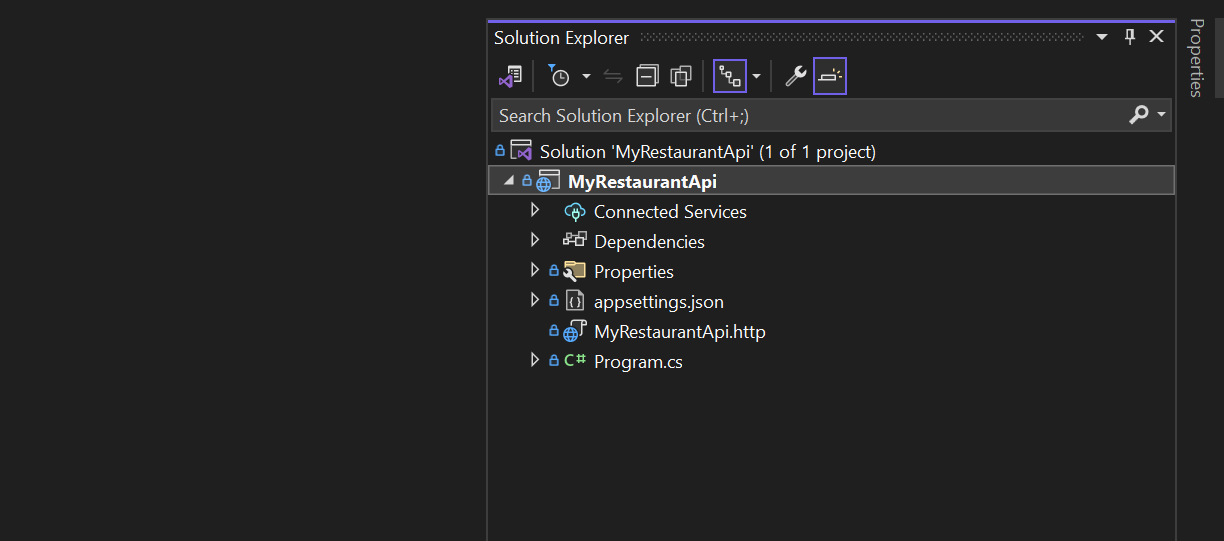 Solution Explorer
Properties
Search Solution Explorer (Ctrl+;)
Solution 'MyRestaurantApi' (1 of 1 project)
MyRestaurantApi
Connected Services
Dependencies
Properties
appsettings.json
MyRestaurantApi.http
C# Program.cs